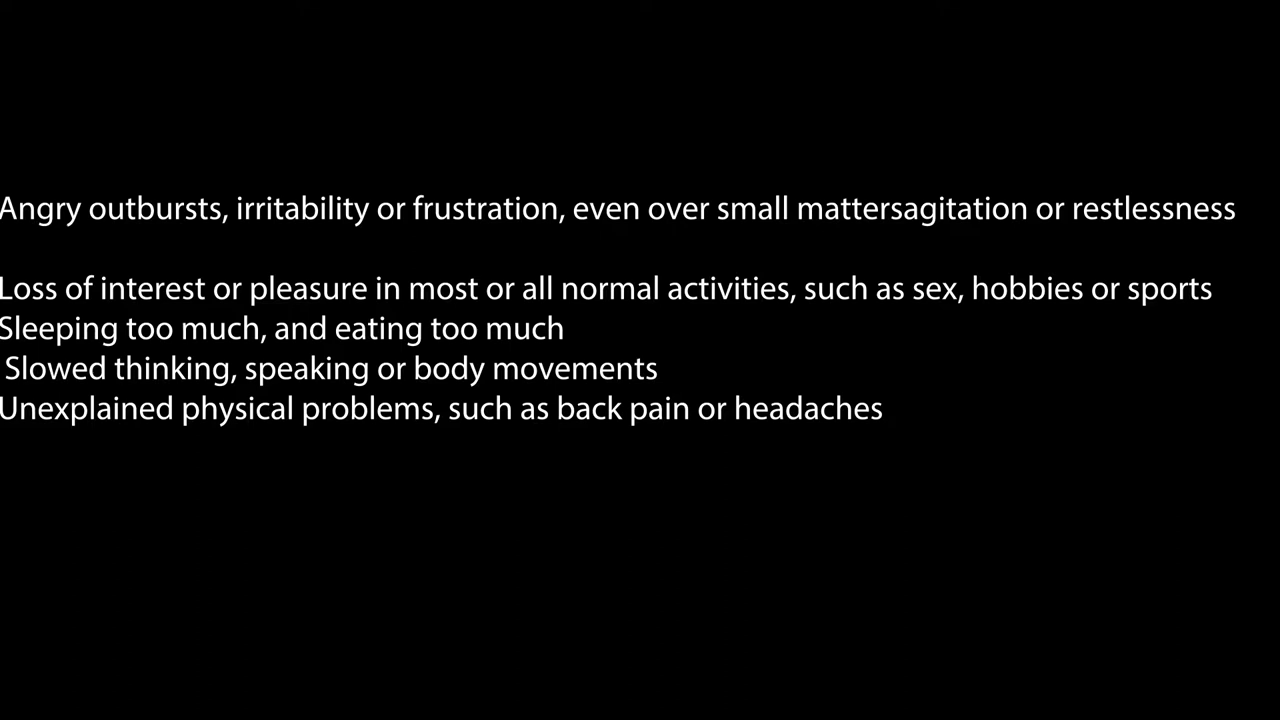 Angry outbursts, irritability or frustration, even over small mattersagitation or restlessness
Loss of interest or pleasure in most or all normal activities, such as sex, hobbies or sports
Sleeping too much, and eating too much
Slowed thinking, speaking or body movements
Unexplained physical problems, such as back pain or headaches